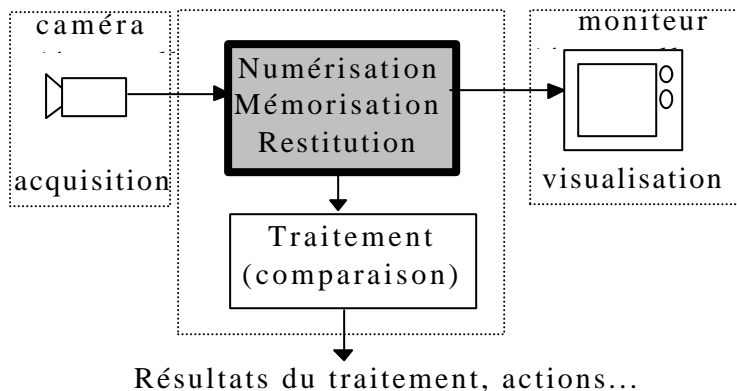 caméra
acquisition
Numérisation
Mémorisation
Restitution
Traitement
(comparaison)
moniteur
visualisation
Résultats du traitement, actions...